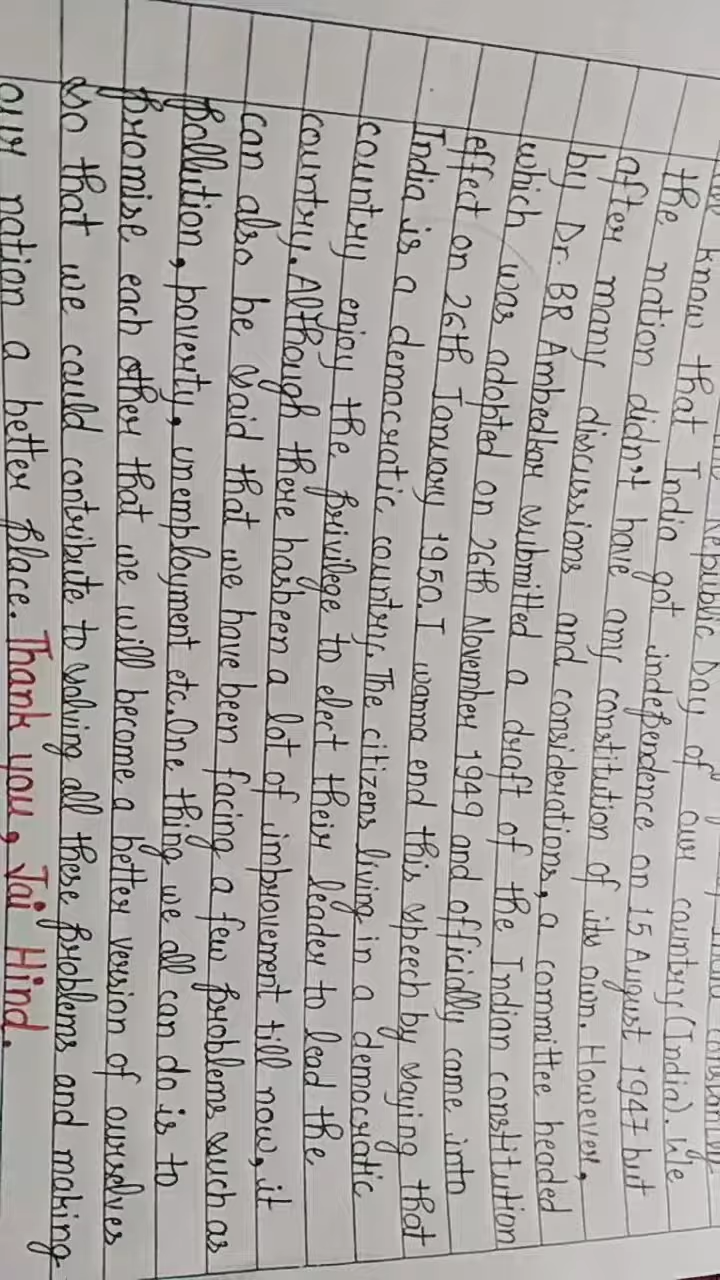 the Republic Day of our country (India). We
know that India got independence on 15 August 1947 but
the nation didn't have any constitution of its own. However,
after many discussions and considerations, a committee headed
by Dr. BR Ambedkar submitted a draft of the Indian constitution
which was adopted on 26th November 1949 and officially came into
effect on 26th January 1950. I wanna end this speech by saying that
India is a democratic country. The citizens living in a democratic
country enjoy the privilege to elect their leader to lead the
country. Although there hasbeen a lot of improvement till now, it
can also be said that we have been facing a few problems such as
pollution, poverty, unemployment etc. One thing we all can do is to
promise each other that we will become a better version of ourselves
so that we could contribute to solving all these problems and making
our nation a better place. Thank you, Jai Hind.